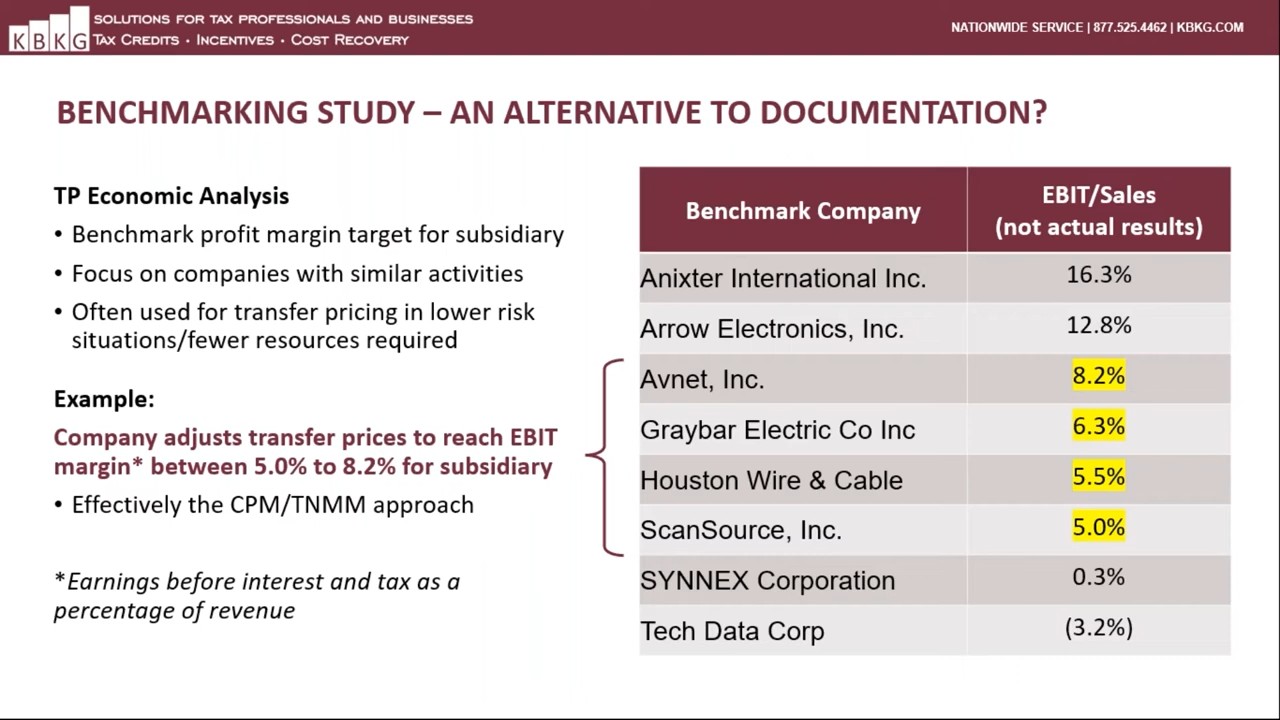 KBKG
SOLUTIONS FOR TAX PROFESSIONALS AND BUSINESSES
TAX CREDITS · INCENTIVES · COST RECOVERY
NATIONWIDE SERVICE | 877.525.4462 | KBKG.COM
BENCHMARKING STUDY – AN ALTERNATIVE TO DOCUMENTATION?
TP Economic Analysis
• Benchmark profit margin target for subsidiary
• Focus on companies with similar activities
• Often used for transfer pricing in lower risk
situations/fewer resources required
Example:
Company adjusts transfer prices to reach EBIT
margin* between 5.0% to 8.2% for subsidiary
• Effectively the CPM/TNMM approach
*Earnings before interest and tax as a
percentage of revenue
Benchmark Company
EBIT/Sales
(not actual results)
Anixter International Inc. 16.3%
Arrow Electronics, Inc. 12.8%
Avnet, Inc. 8.2%
Graybar Electric Co Inc 6.3%
Houston Wire & Cable 5.5%
ScanSource, Inc. 5.0%
SYNNEX Corporation 0.3%
Tech Data Corp (3.2%)